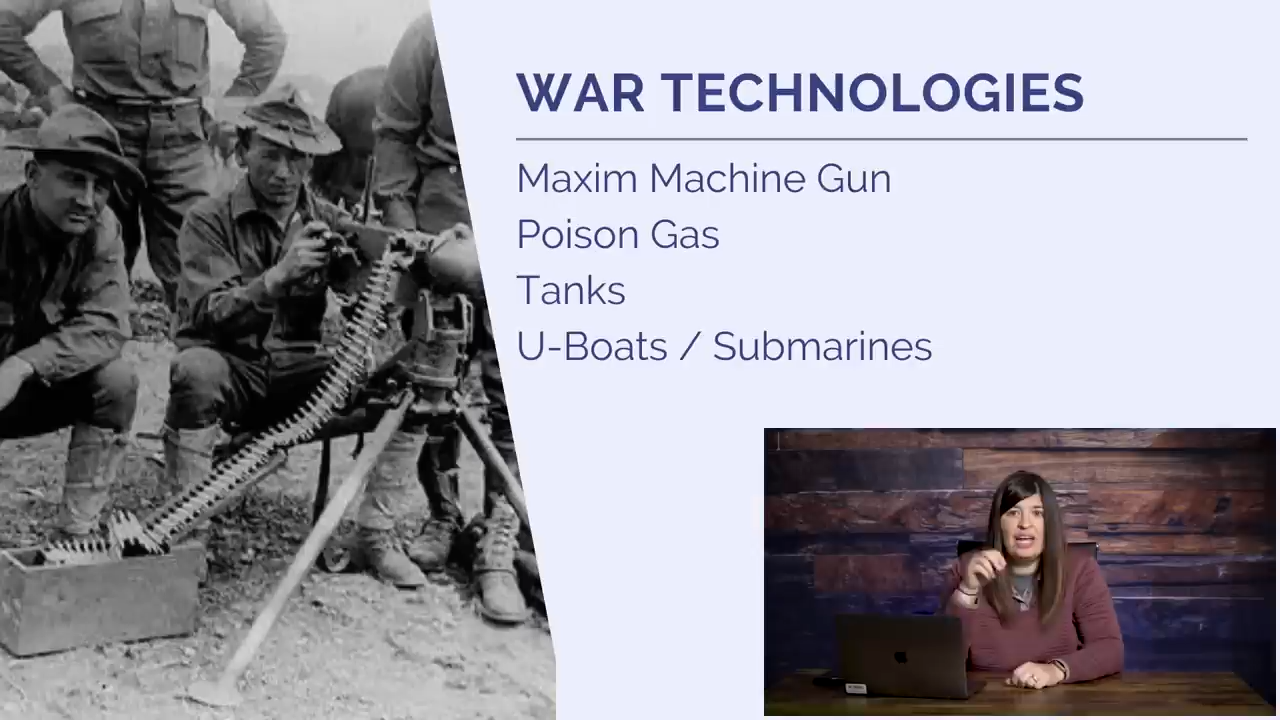 WAR TECHNOLOGIES
Maxim Machine Gun
Poison Gas
Tanks
U-Boats / Submarines